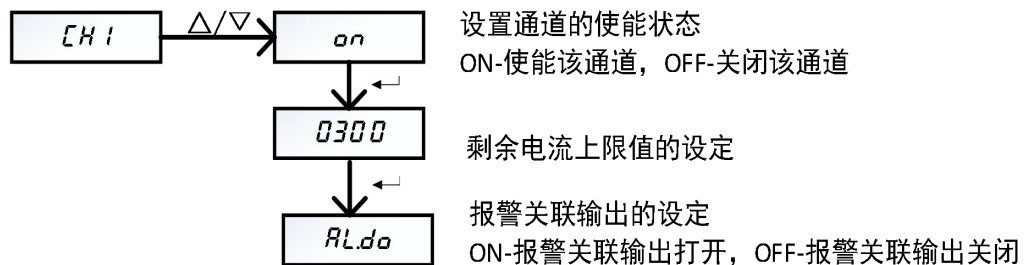 CH1
△/▽
on
设置通道的使能状态
ON-使能该通道，OFF-关闭该通道
0300
剩余电流上限值的设定
AL.do
报警关联输出的设定
ON-报警关联输出打开，OFF-报警关联输出关闭